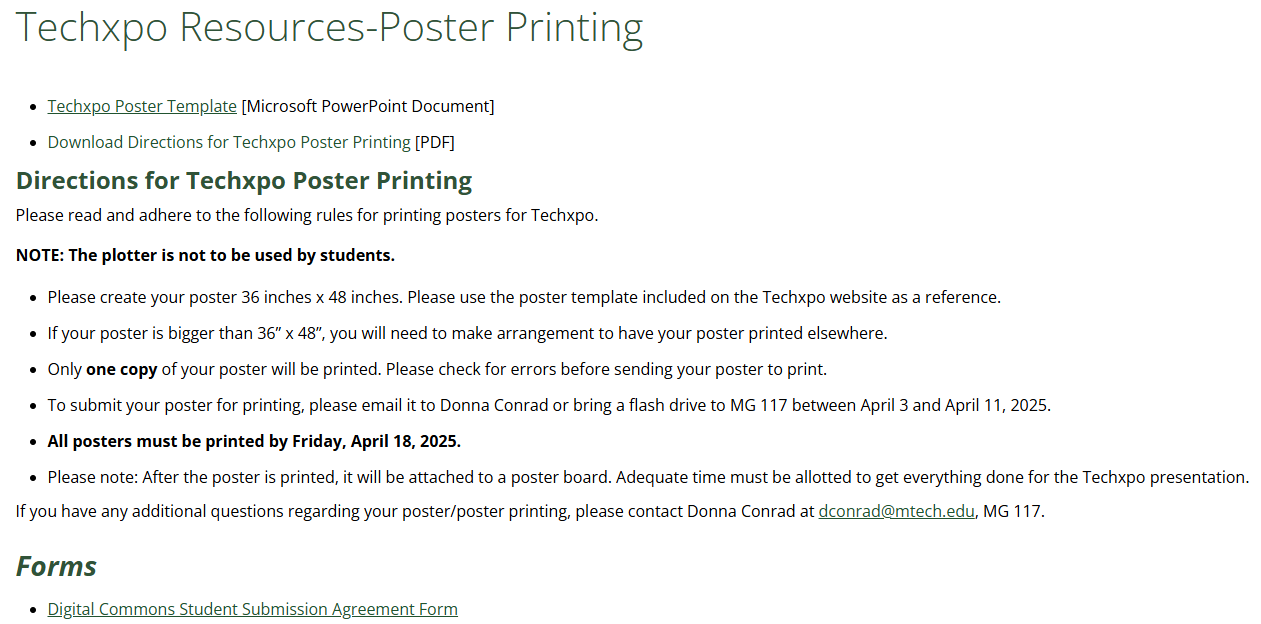 Techxpo Resources-Poster Printing
Techxpo Poster Template [Microsoft PowerPoint Document]
Download Directions for Techxpo Poster Printing [PDF]
Directions for Techxpo Poster Printing
Please read and adhere to the following rules for printing posters for Techxpo.
NOTE: The plotter is not to be used by students.
Please create your poster 36 inches x 48 inches. Please use the poster template included on the Techxpo website as a reference.
If your poster is bigger than 36” x 48”, you will need to make arrangement to have your poster printed elsewhere.
Only one copy of your poster will be printed. Please check for errors before sending your poster to print.
To submit your poster for printing, please email it to Donna Conrad or bring a flash drive to MG 117 between April 3 and April 11, 2025.
All posters must be printed by Friday, April 18, 2025.
Please note: After the poster is printed, it will be attached to a poster board. Adequate time must be allotted to get everything done for the Techxpo presentation.
If you have any additional questions regarding your poster/poster printing, please contact Donna Conrad at dconrad@mtech.edu, MG 117.
Forms
Digital Commons Student Submission Agreement Form